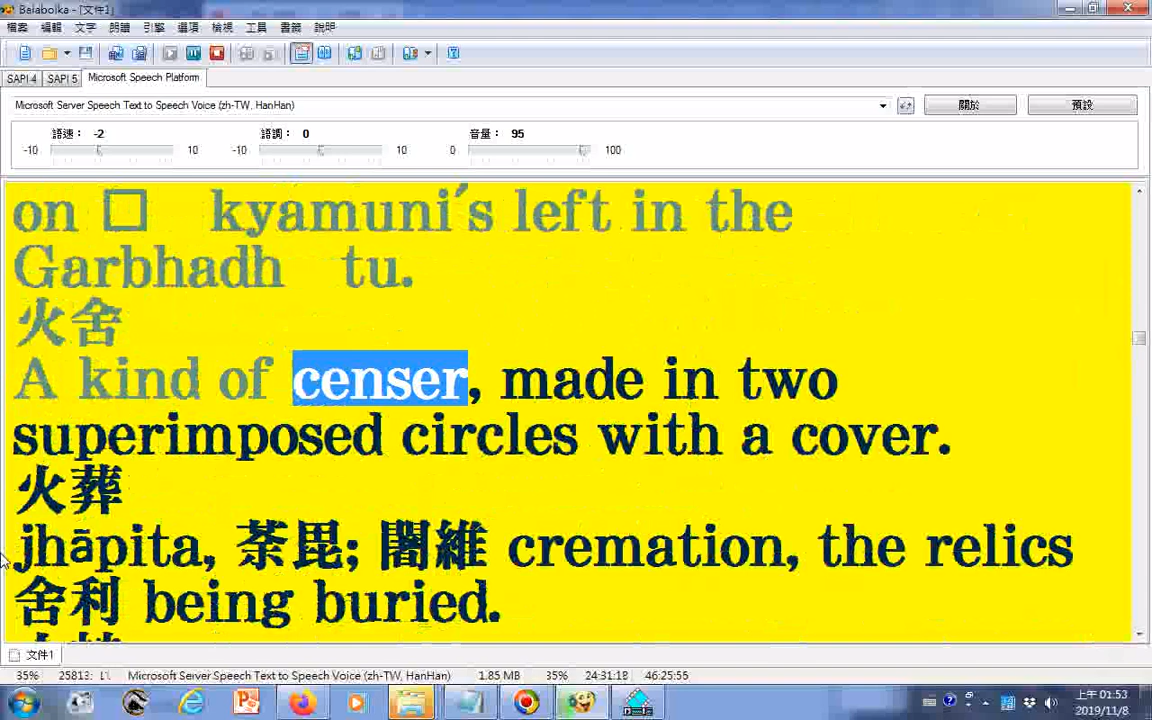 Balabolka - [文件1]
檔案 編輯 文字 朗讀 引擎 選項 檢視 工具 書籤 說明
SAPI 4 SAPI 5 Microsoft Speech Platform
Microsoft Server Speech Text to Speech Voice (zh-TW, HanHan) 關於 預設
語速： -2 語調： 0 音量： 95
-10 10 -10 10 0 100
on □ kyamuni's left in the
Garbhadh tu.
火舍
A kind of censer, made in two
superimposed circles with a cover.
火葬
jhāpita, 荼毘; 闍維 cremation, the relics
舍利 being buried.
文件1
35% Microsoft Server Speech Text to Speech Voice (zh-TW, HanHan) 1.85 MB 35% 24:31:18 46:25:55
上午 01:53
2019/11/8